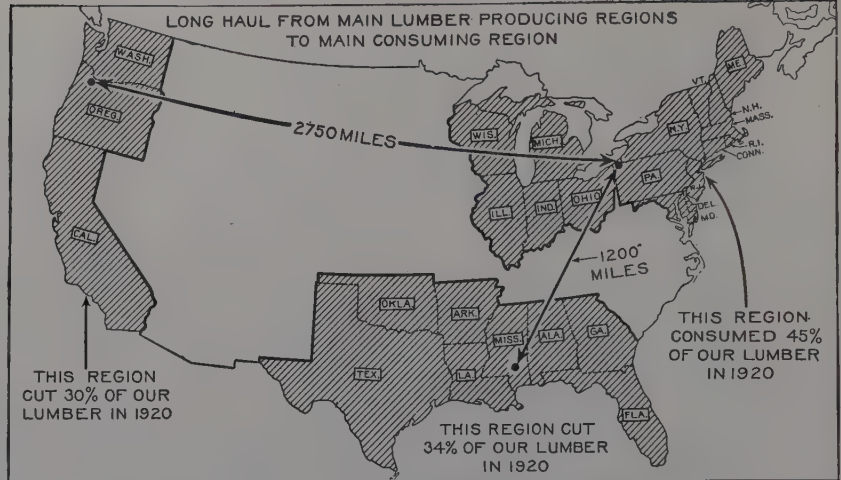 LONG HAUL FROM MAIN LUMBER PRODUCING REGIONS
TO MAIN CONSUMING REGION
WASH.
OREG.
CAL.
2750 MILES
WIS.
MICH.
ILL.
IND.
OHIO
VT.
ME.
N.H.
MASS.
N.Y.
R.I.
CONN.
PA.
N.J.
DEL.
MD.
1200
MILES
OKLA.
ARK.
TEX.
LA.
MISS.
ALA.
GA.
FLA.
THIS REGION
CUT 30% OF OUR
LUMBER IN 1920
THIS REGION CUT
34% OF OUR LUMBER
IN 1920
THIS REGION
CONSUMED 45%
OF OUR LUMBER
IN 1920